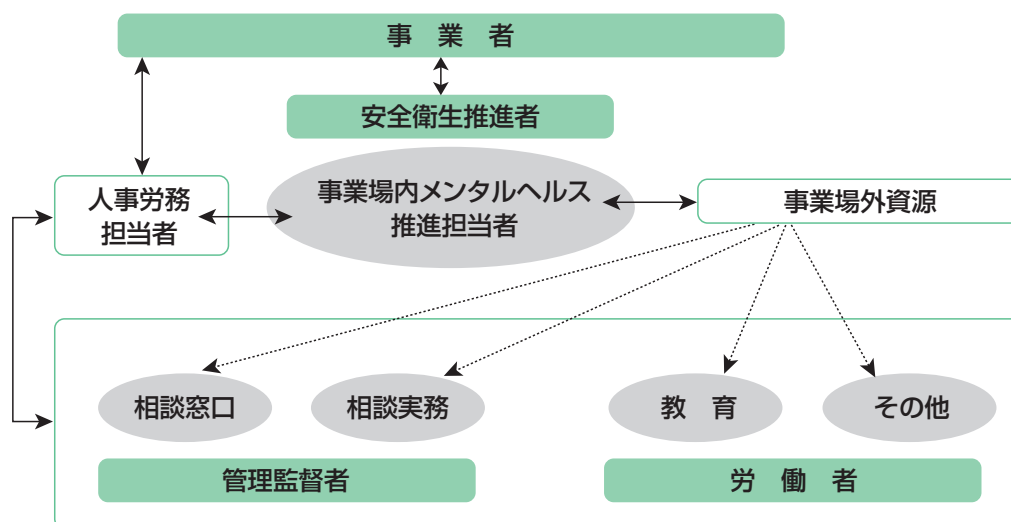 事　業　者
安全衛生推進者
人事労務
担当者
事業場内メンタルヘルス
推進担当者
事業場外資源
相談窓口
相談実務
教　育
その他
管理監督者
労　働　者